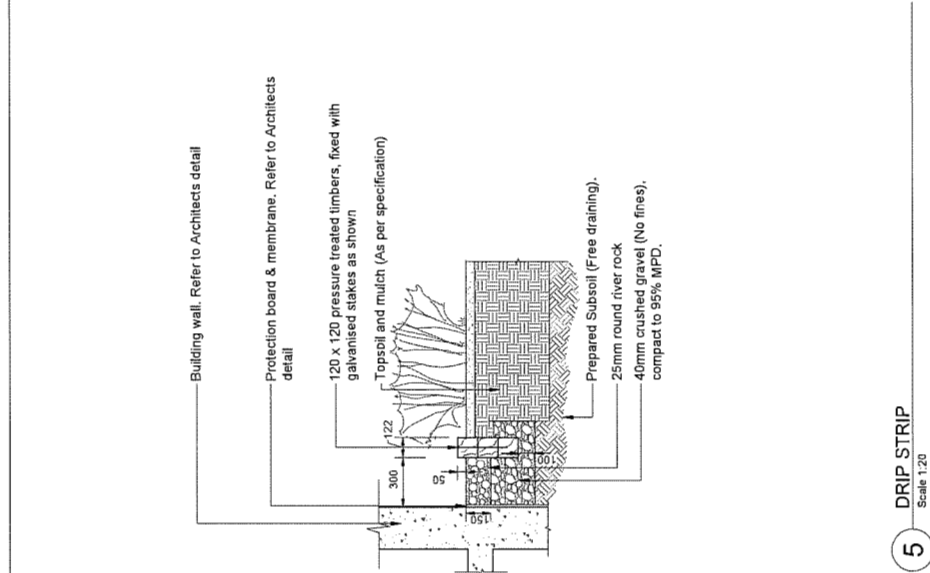 Building wall. Refer to Architects detail
Protection board & membrane. Refer to Architects
detail
120 x 120 pressure treated timbers, fixed with
galvanised stakes as shown
Topsoil and mulch (As per specification)
122
300
50
150
100
Prepared Subsoil (Free draining).
25mm round river rock
40mm crushed gravel (No fines),
compact to 95% MPD.
5
DRIP STRIP
Scale 1:20